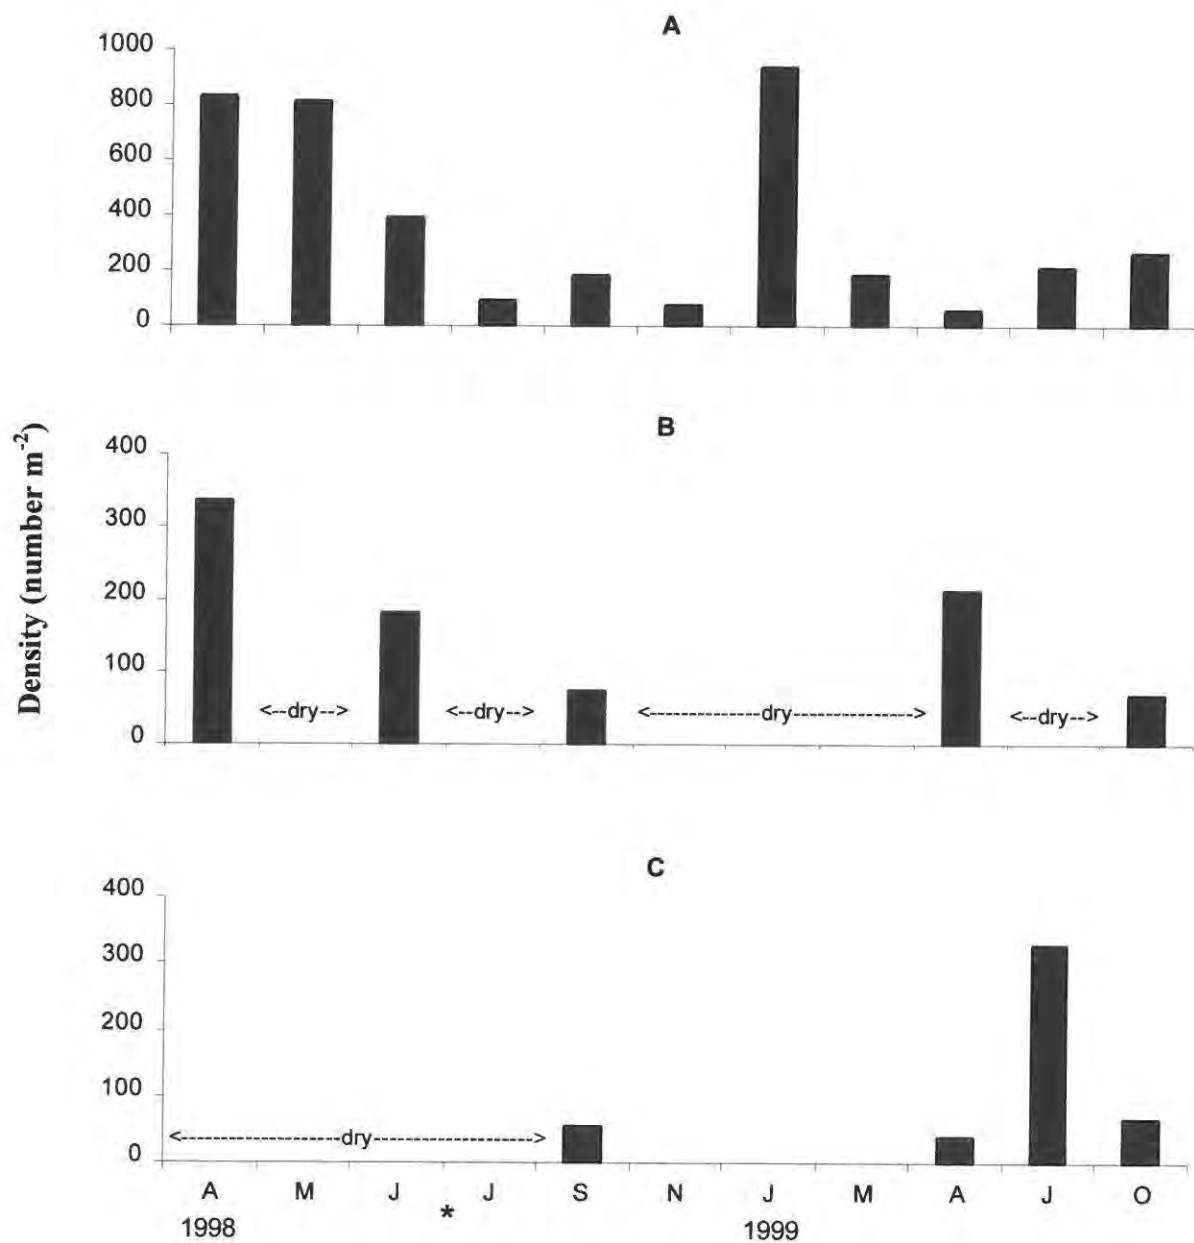 A
1000
800
600
400
200
0
Density (number m⁻²)
B
400
300
200
100
0
<--dry--> <--dry--> <----------------dry----------------> <--dry-->
C
400
300
200
100
0
<--------------------dry-------------------->
A M J J S N J M A J O
*
1998 1999